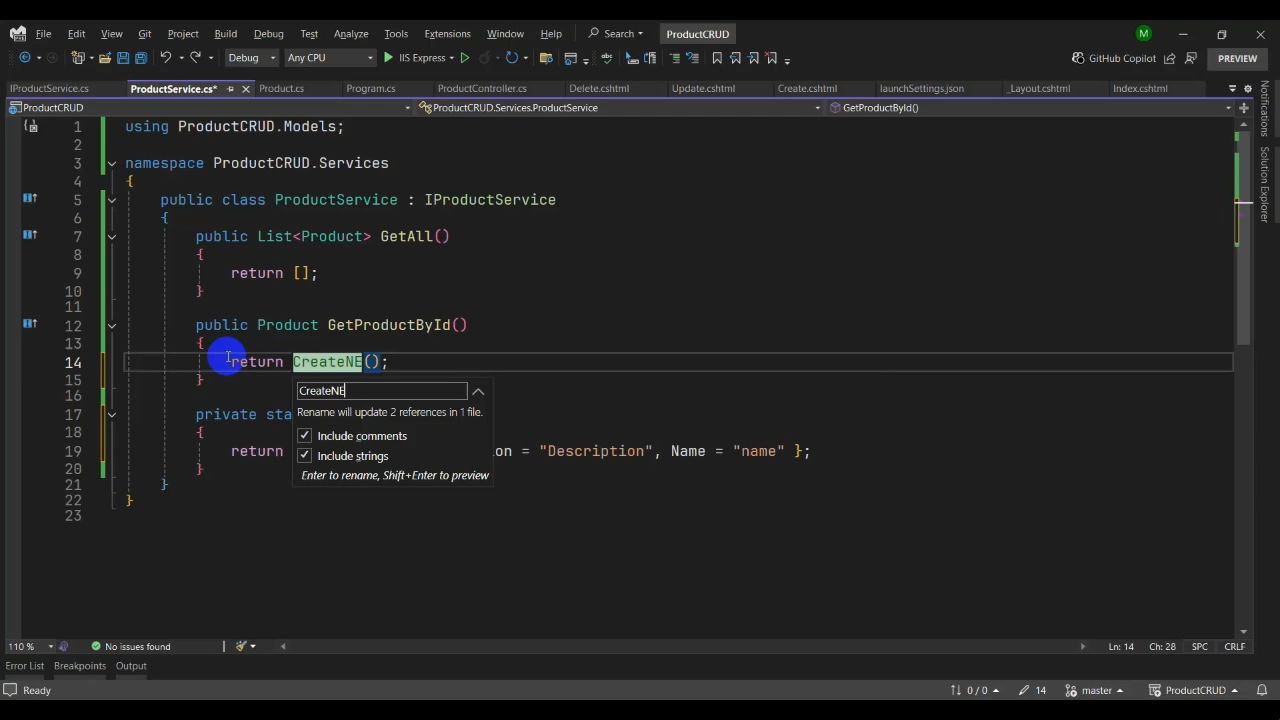 File Edit View Git Project Build Debug Test Analyze Tools Extensions Window Help Search ProductCRUD M
Debug Any CPU IIS Express GitHub Copilot PREVIEW
IProductService.cs ProductService.cs* Product.cs Program.cs ProductController.cs Delete.cshtml Update.cshtml Create.cshtml launchSettings.json _Layout.cshtml Index.cshtml
ProductCRUD ProductCRUD.Services.ProductService GetProductById()
1 using ProductCRUD.Models;
2
3 namespace ProductCRUD.Services
4 {
5 public class ProductService : IProductService
6 {
7 public List<Product> GetAll()
8 {
9 return [];
10 }
11
12 public Product GetProductById()
13 {
14 return CreateNE();
15 }
CreateNE
16
Rename will update 2 references in 1 file.
17 private sta
18 {
Include comments
19 return on = "Description", Name = "name" };
Include strings
20 }
Enter to rename, Shift+Enter to preview
21 }
22 }
23
Notifications
Solution Explorer
110 % No issues found Ln: 14 Ch: 28 SPC CRLF
Error List Breakpoints Output
Ready 0 / 0 14 master ProductCRUD